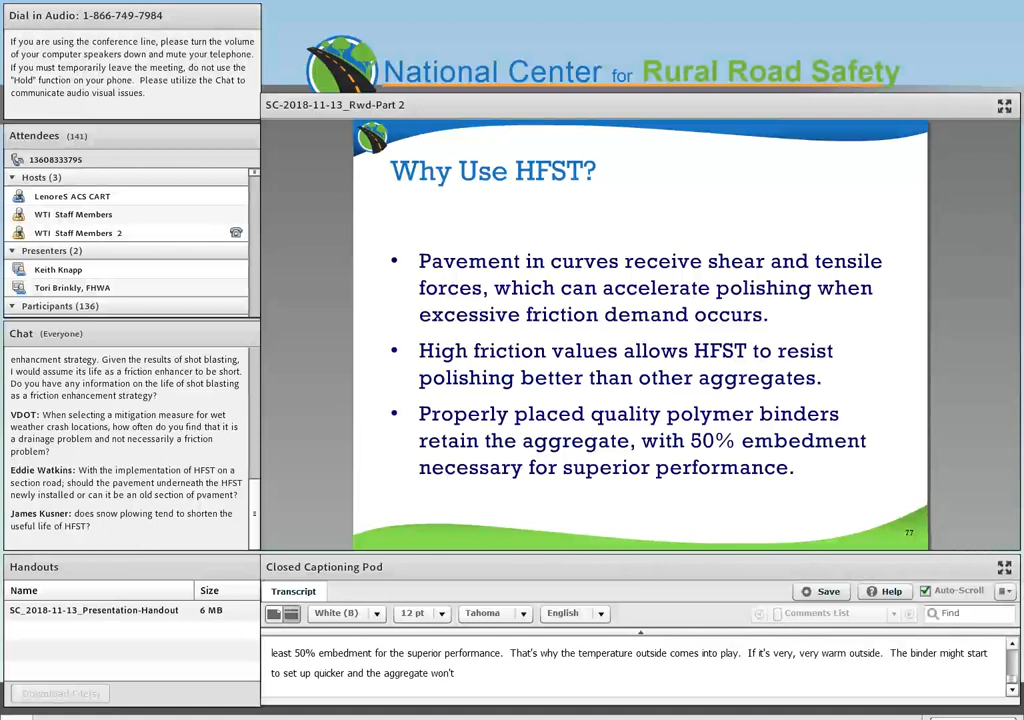 Dial in Audio: 1-866-749-7984
If you are using the conference line, please turn the volume
of your computer speakers down and mute your telephone.
If you must temporarily leave the meeting, do not use the
"Hold" function on your phone.  Please utilize the Chat to
communicate audio visual issues.
National Center for Rural Road Safety
SC-2018-11-13_Rwd-Part 2
Attendees (141)
13608333795
Hosts (3)
LenoreS ACS CART
WTI Staff Members
WTI Staff Members 2
Presenters (2)
Keith Knapp
Tori Brinkly, FHWA
Participants (136)
Why Use HFST?
• Pavement in curves receive shear and tensile
forces, which can accelerate polishing when
excessive friction demand occurs.
• High friction values allows HFST to resist
polishing better than other aggregates.
• Properly placed quality polymer binders
retain the aggregate, with 50% embedment
necessary for superior performance.
77
Chat (Everyone)
enhancment strategy. Given the results of shot blasting,
I would assume its life as a friction enhancer to be short.
Do you have any information on the life of shot blasting
as a friction enhancement strategy?
VDOT: When selecting a mitigation measure for wet
weather crash locations, how often do you find that it is
a drainage problem and not necessarily a friction
problem?
Eddie Watkins: With the implementation of HFST on a
section road; should the pavement underneath the HFST
newly installed or can it be an old section of pvament?
James Kusner: does snow plowing tend to shorten the
useful life of HFST?
Handouts
Name Size
SC_2018-11-13_Presentation-Handout 6 MB
Download File(s)
Closed Captioning Pod
Transcript
Save
Help
Auto-Scroll
White (B)
12 pt
Tahoma
English
Comments List
Find
least 50% embedment for the superior performance.  That's why the temperature outside comes into play.  If it's very, very warm outside.  The binder might start
to set up quicker and the aggregate won't